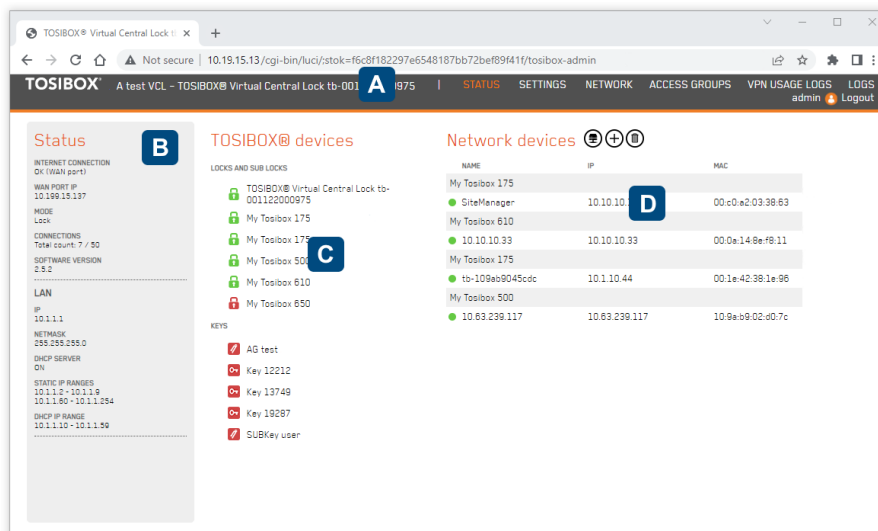 TOSIBOX® Virtual Central Lock th
Not secure | 10.19.15.13/cgi-bin/luci/;stok=f6c8f182297e6548187bb72bef89f41f/tosibox-admin
TOSIBOX® A test VCL – TOSIBOX® Virtual Central Lock tb-001 A 0975 | STATUS SETTINGS NETWORK ACCESS GROUPS VPN USAGE LOGS LOGS
admin Logout
Status
B
INTERNET CONNECTION
OK (WAN port)
WAN PORT IP
10.199.15.137
MODE
Lock
CONNECTIONS
Total count: 7 / 50
SOFTWARE VERSION
2.5.2
LAN
IP
10.1.1.1
NETMASK
255.255.255.0
DHCP SERVER
ON
STATIC IP RANGES
10.1.1.2 - 10.1.1.9
10.1.1.60 - 10.1.1.254
DHCP IP RANGE
10.1.1.10 - 10.1.1.59
TOSIBOX® devices
LOCKS AND SUB LOCKS
TOSIBOX® Virtual Central Lock tb-
001122000975
My Tosibox 175
My Tosibox 175
C
My Tosibox 500
My Tosibox 610
My Tosibox 650
KEYS
AG test
Key 12212
Key 13749
Key 19287
SUBKey user
Network devices
NAME IP MAC
My Tosibox 175
SiteManager 10.10.10. D 00:c0:a2:03:38:63
My Tosibox 610
10.10.10.33 10.10.10.33 00:0a:14:8e:f8:11
My Tosibox 175
tb-109ab9045cdc 10.1.10.44 00:1e:42:38:1e:96
My Tosibox 500
10.63.239.117 10.63.239.117 10:9a:b9:02:d0:7c